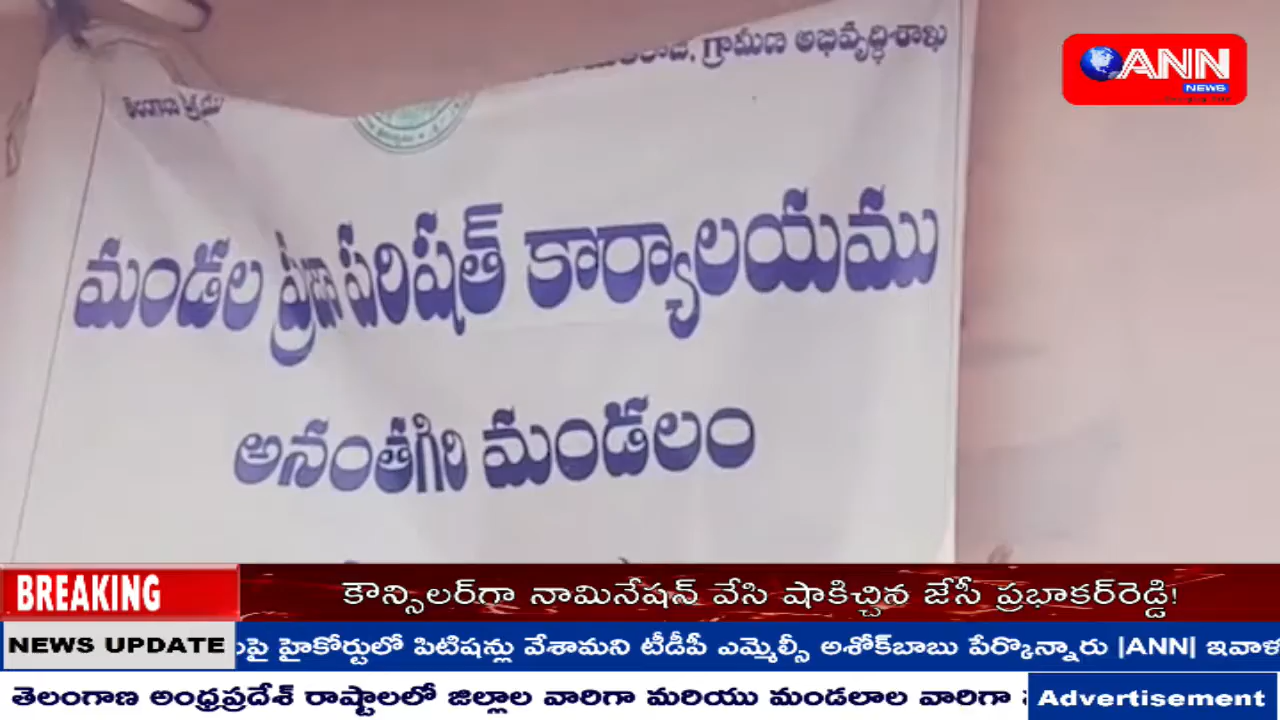 గ్రామీణ అభివృద్ధిశాఖ
ANN
NEWS
మండల ప్రజా పరిషత్ కార్యాలయము
అనంతగిరి మండలం
BREAKING
కౌన్సిలర్‌గా నామినేషన్ వేసి షాకిచ్చిన జేసీ ప్రభాకర్‌రెడ్డి!
NEWS UPDATE
హైకోర్టులో పిటిషన్లు వేశామని టీడీపీ ఎమ్మెల్సీ అశోక్‌బాబు పేర్కొన్నారు |ANN| ఇవాళ
తెలంగాణ అంధ్రప్రదేశ్ రాష్టాలలో జిల్లాల వారిగా మరియు మండలాల వారిగా
Advertisement